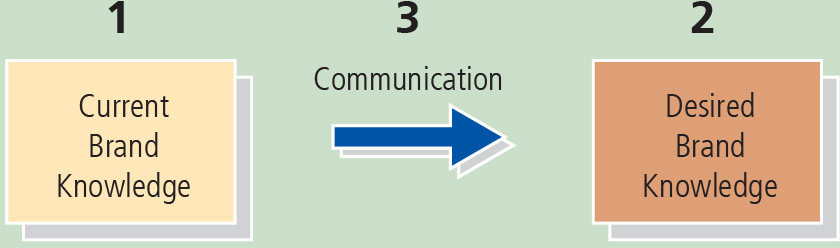 1
3
2
Current
Brand
Knowledge
Communication
Desired
Brand
Knowledge